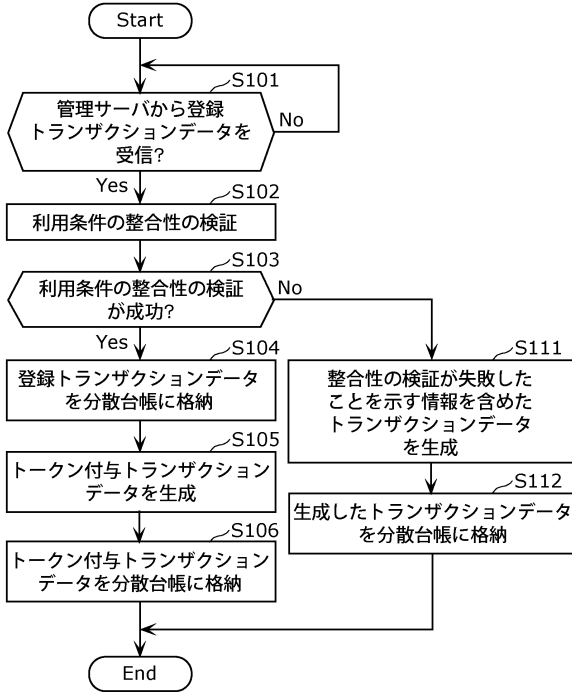 Start
S101
管理サーバから登録
トランザクションデータを
受信?
No
Yes
S102
利用条件の整合性の検証
S103
利用条件の整合性の検証
が成功?
No
Yes
S104
登録トランザクションデータ
を分散台帳に格納
S105
トークン付与トランザクション
データを生成
S106
トークン付与トランザクション
データを分散台帳に格納
S111
整合性の検証が失敗した
ことを示す情報を含めた
トランザクションデータ
を生成
S112
生成したトランザクションデータ
を分散台帳に格納
End